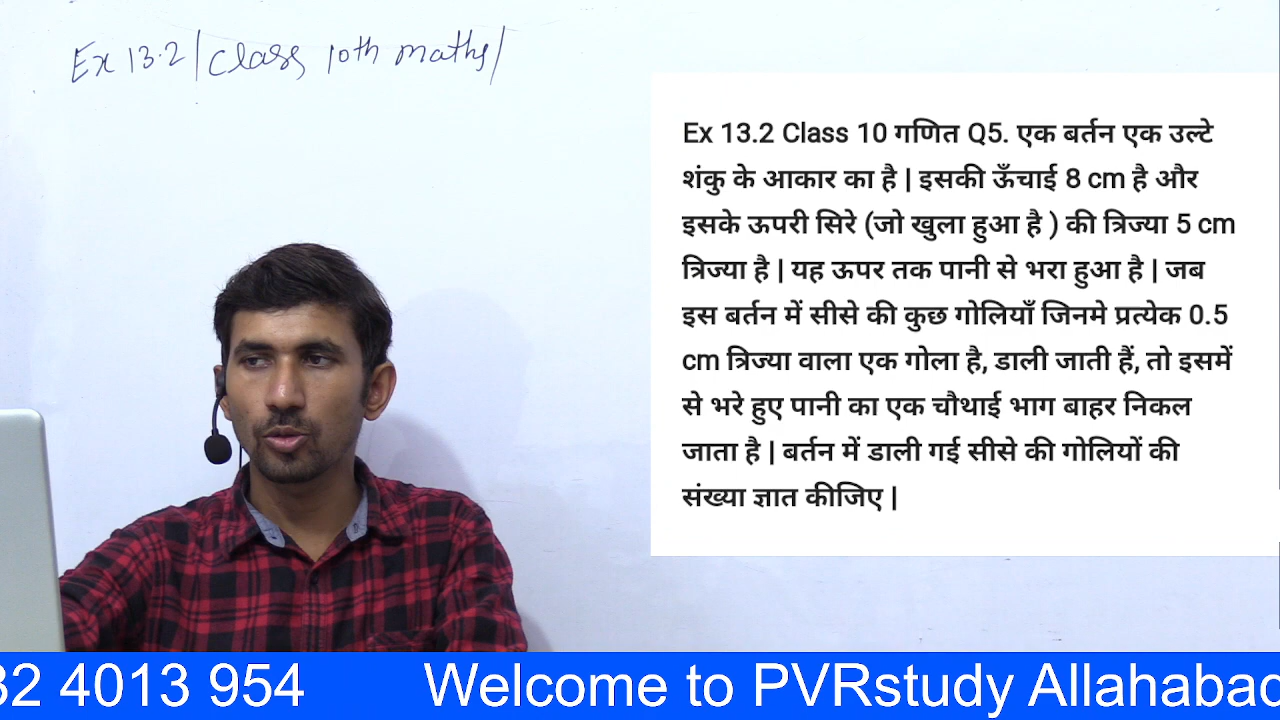 Ex 13.2 | Class 10th maths |
Ex 13.2 Class 10 गणित Q5. एक बर्तन एक उल्टे
शंकु के आकार का है | इसकी ऊँचाई 8 cm है और
इसके ऊपरी सिरे (जो खुला हुआ है ) की त्रिज्या 5 cm
त्रिज्या है | यह ऊपर तक पानी से भरा हुआ है | जब
इस बर्तन में सीसे की कुछ गोलियाँ जिनमे प्रत्येक 0.5
cm त्रिज्या वाला एक गोला है, डाली जाती हैं, तो इसमें
से भरे हुए पानी का एक चौथाई भाग बाहर निकल
जाता है | बर्तन में डाली गई सीसे की गोलियों की
संख्या ज्ञात कीजिए |
32 4013 954 Welcome to PVRstudy Allahabad